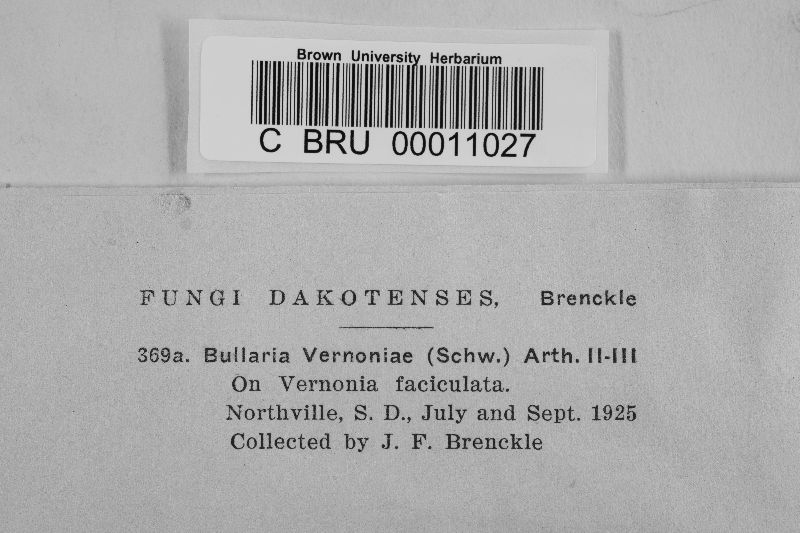 Brown University Herbarium
C BRU 00011027
FUNGI DAKOTENSES, Brenckle
369a. Bullaria Vernoniae (Schw.) Arth. II-III
On Vernonia faciculata.
Northville, S. D., July and Sept. 1925
Collected by J. F. Brenckle